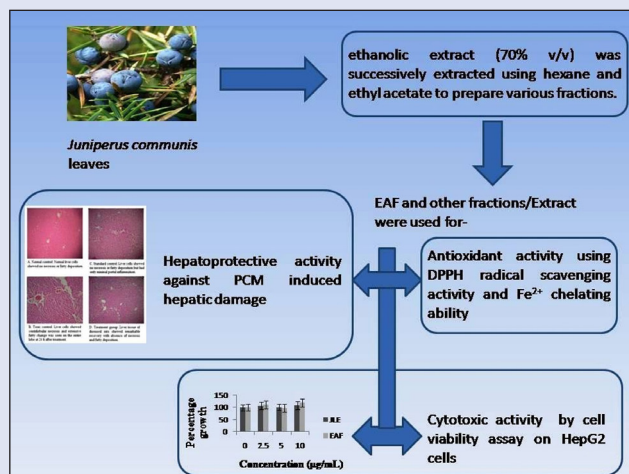 ethanolic extract (70% v/v) was
successively extracted using hexane and
ethyl acetate to prepare various fractions.
Juniperus communis
leaves
EAF and other fractions/Extract
were used for-
Hepatoprotective activity
against PCM induced
hepatic damage
Antioxidant activity using
DPPH radical scavenging
activity and Fe²⁺ chelating
ability
Percentage
growth
150
100
50
0
0 2.5 5 10
JLE
EAF
Concentration (µg/mL)
Cytotoxic activity by cell
viability assay on HepG2
cells